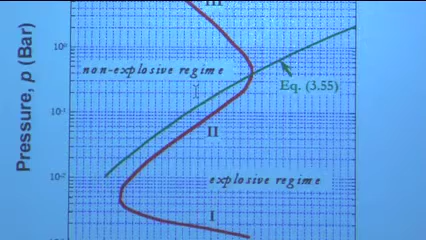 III
Pressure, p (Bar)
10⁰
non-explosive regime
Eq. (3.55)
10⁻¹
II
explosive regime
10⁻²
I